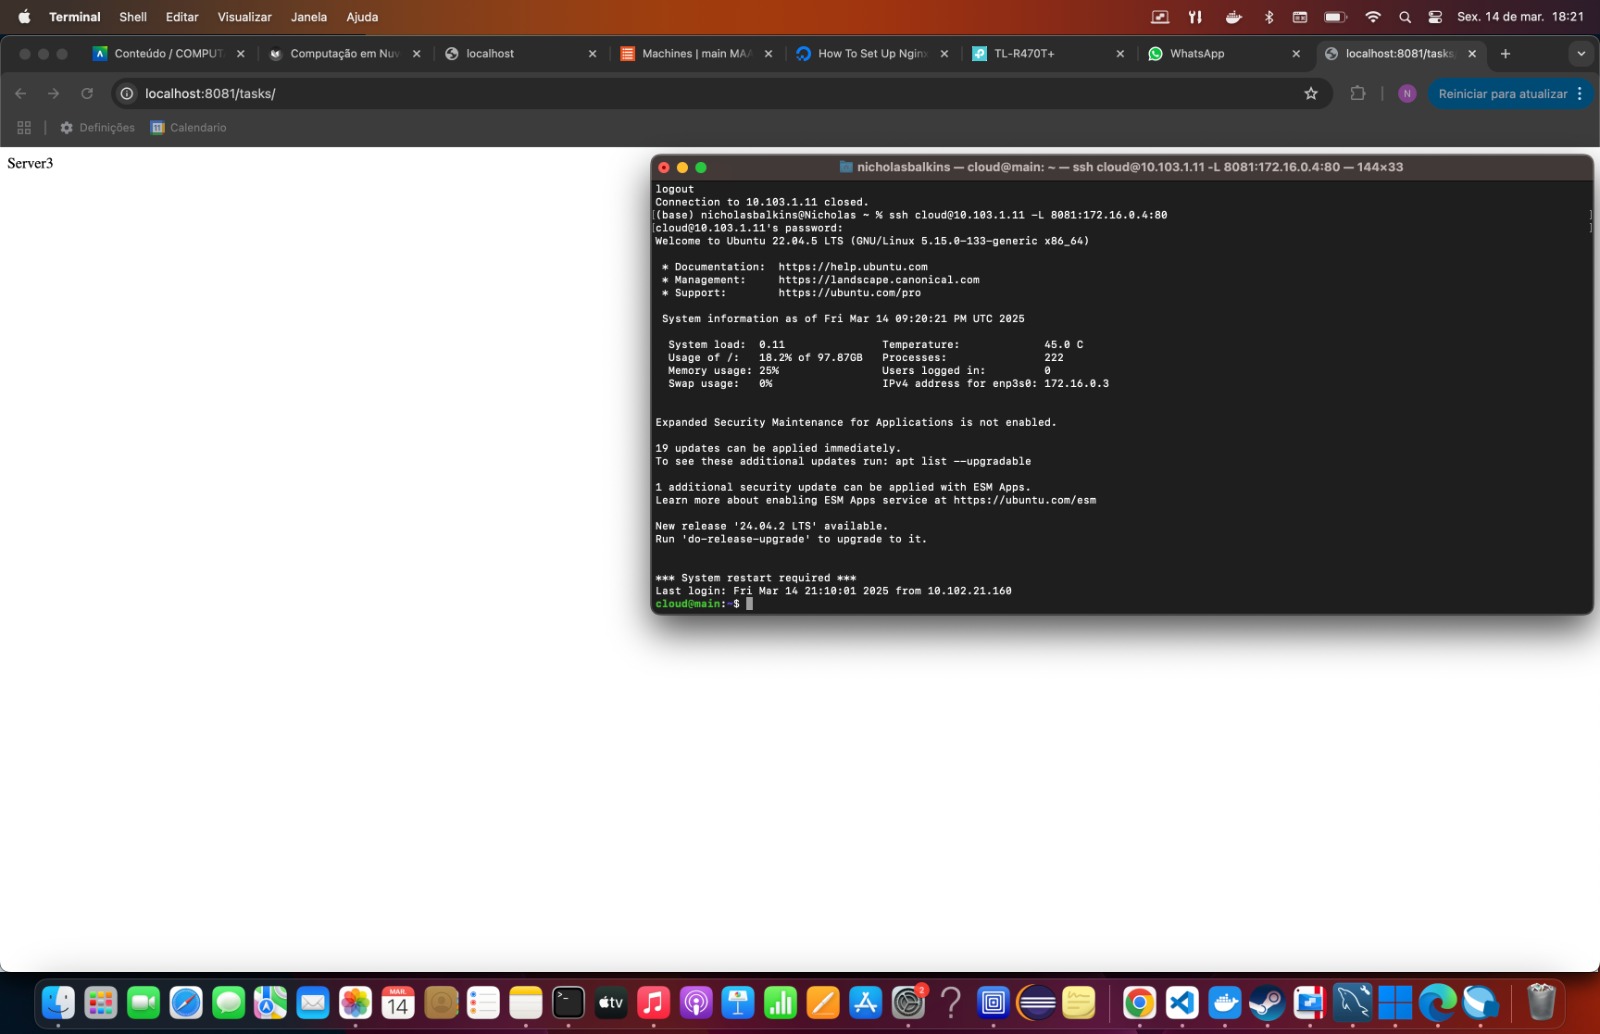 Terminal Shell Editar Visualizar Janela Ajuda Sex. 14 de mar. 18:21
Conteúdo / COMPUT Computação em Nuv localhost Machines | main MAA How To Set Up Nginx TL-R470T+ WhatsApp localhost:8081/tasks
localhost:8081/tasks/ N Reiniciar para atualizar
Definições Calendario
Server3
nicholasbalkins — cloud@main: ~ — ssh cloud@10.103.1.11 -L 8081:172.16.0.4:80 — 144×33
logout
Connection to 10.103.1.11 closed.
[(base) nicholasbalkins@Nicholas ~ % ssh cloud@10.103.1.11 -L 8081:172.16.0.4:80 ]
[cloud@10.103.1.11's password: ]
Welcome to Ubuntu 22.04.5 LTS (GNU/Linux 5.15.0-133-generic x86_64)
* Documentation: https://help.ubuntu.com
* Management: https://landscape.canonical.com
* Support: https://ubuntu.com/pro
System information as of Fri Mar 14 09:20:21 PM UTC 2025
System load: 0.11 Temperature: 45.0 C
Usage of /: 18.2% of 97.87GB Processes: 222
Memory usage: 25% Users logged in: 0
Swap usage: 0% IPv4 address for enp3s0: 172.16.0.3
Expanded Security Maintenance for Applications is not enabled.
19 updates can be applied immediately.
To see these additional updates run: apt list --upgradable
1 additional security update can be applied with ESM Apps.
Learn more about enabling ESM Apps service at https://ubuntu.com/esm
New release '24.04.2 LTS' available.
Run 'do-release-upgrade' to upgrade to it.
*** System restart required ***
Last login: Fri Mar 14 21:10:01 2025 from 10.102.21.160
cloud@main:~$
MAR. 14 tv 2